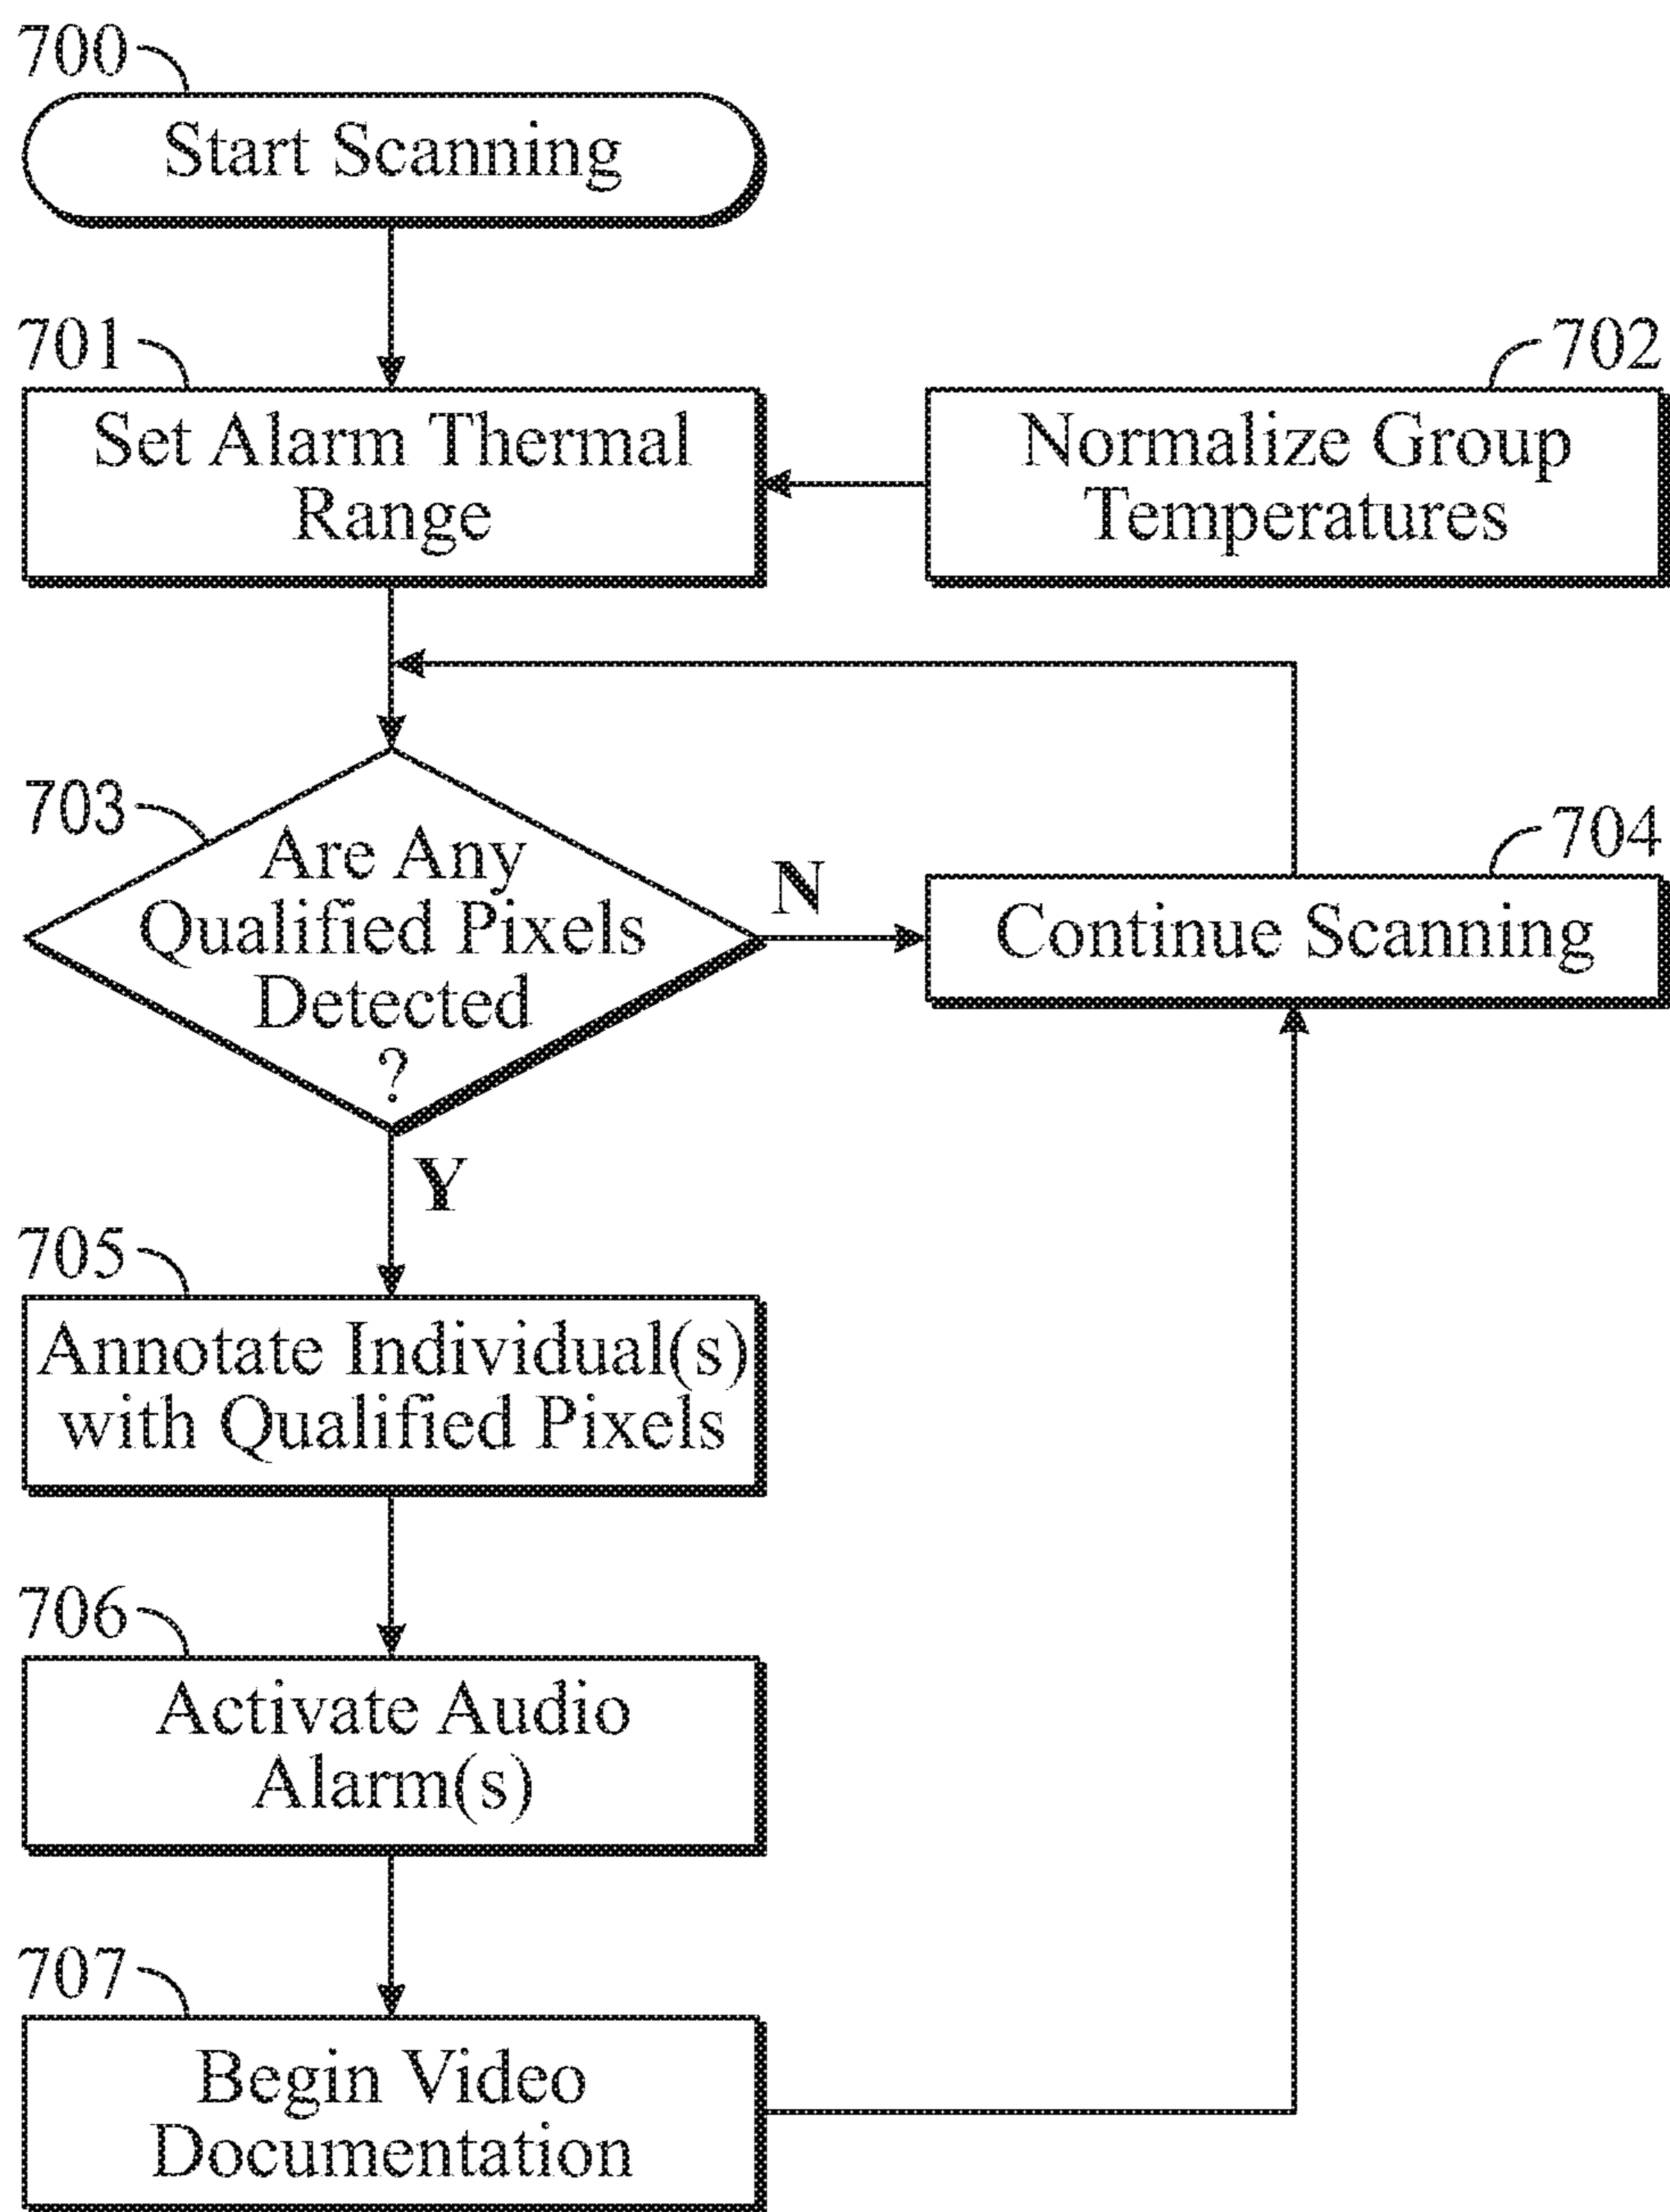 700
Start Scanning
701
Set Alarm Thermal
Range
702
Normalize Group
Temperatures
703
Are Any
Qualified Pixels
Detected
?
N
704
Continue Scanning
Y
705
Annotate Individual(s)
with Qualified Pixels
706
Activate Audio
Alarm(s)
707
Begin Video
Documentation